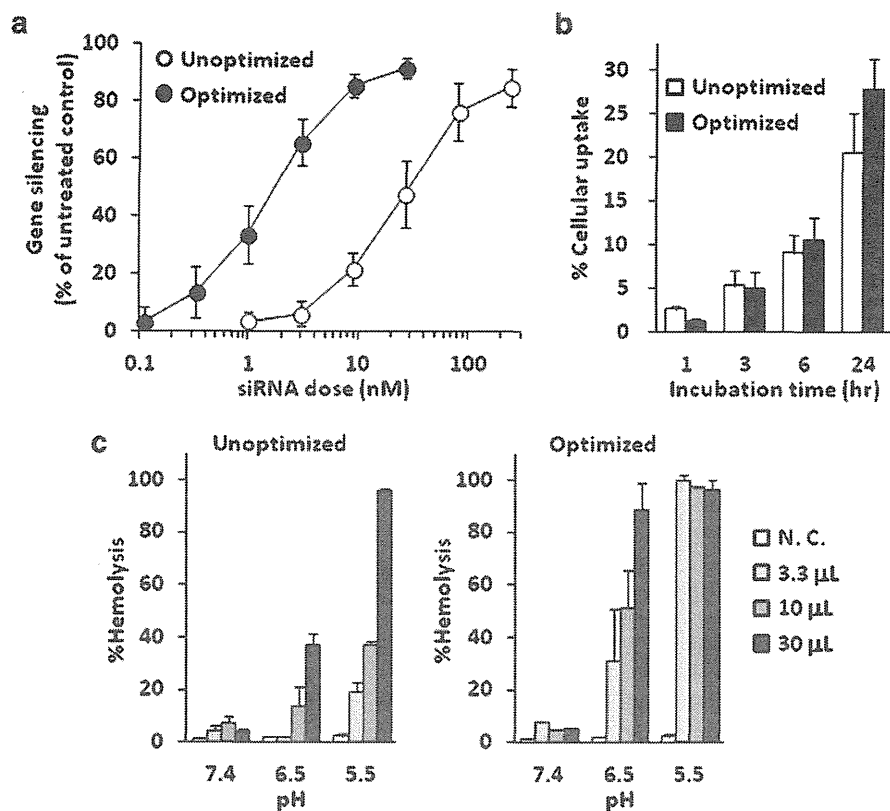 a
Gene silencing
(% of untreated control)
100
80
60
40
20
0
Unoptimized
Optimized
0.1
1
10
100
siRNA dose (nM)
b
% Cellular uptake
30
25
20
15
10
5
0
Unoptimized
Optimized
1
3
6
24
Incubation time (hr)
c
Unoptimized
%Hemolysis
100
80
60
40
20
0
7.4
6.5
5.5
pH
Optimized
%Hemolysis
100
80
60
40
20
0
7.4
6.5
5.5
pH
N. C.
3.3 µL
10 µL
30 µL